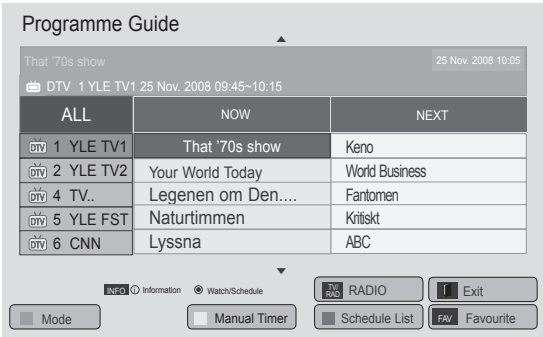 Programme Guide
That '70s show 25 Nov. 2008 10:05
DTV 1 YLE TV1 25 Nov. 2008 09:45~10:15
ALL NOW NEXT
DTV 1 YLE TV1 That '70s show Keno
DTV 2 YLE TV2 Your World Today World Business
DTV 4 TV.. Legenen om Den.... Fantomen
DTV 5 YLE FST Naturtimmen Kritiskt
DTV 6 CNN Lyssna ABC
INFO i Information Watch/Schedule TV/RAD RADIO Exit
Mode Manual Timer Schedule List FAV Favourite